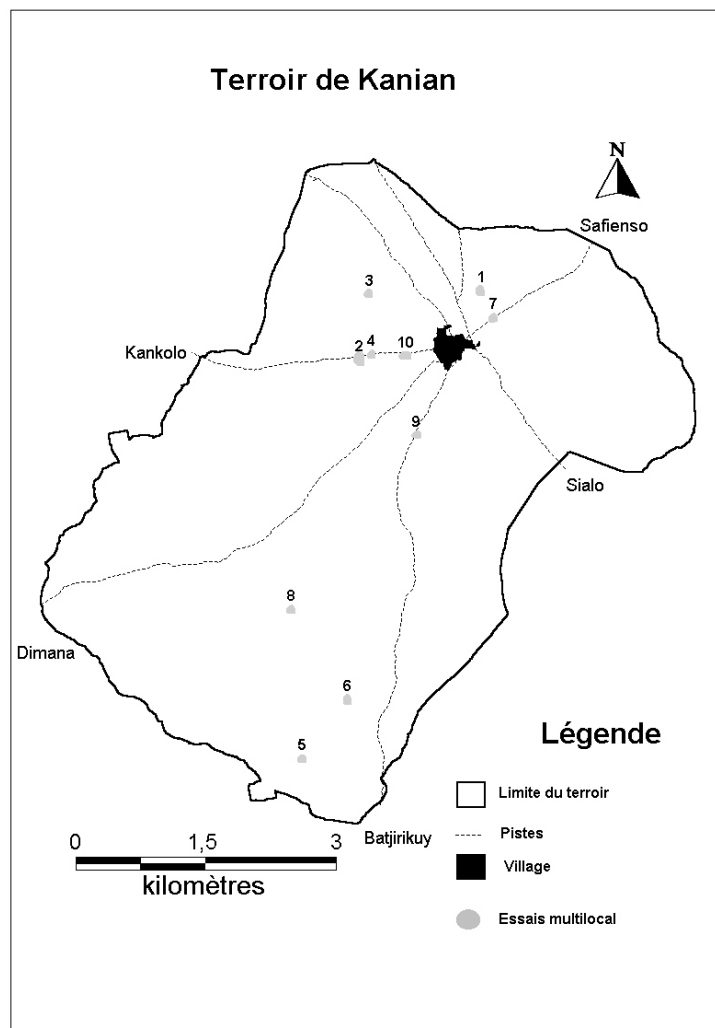 Terroir de Kanian
N
Safienso
1
3
7
Kankolo
2
4
10
9
Sialo
8
Dimana
6
5
Batjirikuy
Légende
Limite du terroir
Pistes
Village
Essais multilocal
0 1,5 3
kilomètres